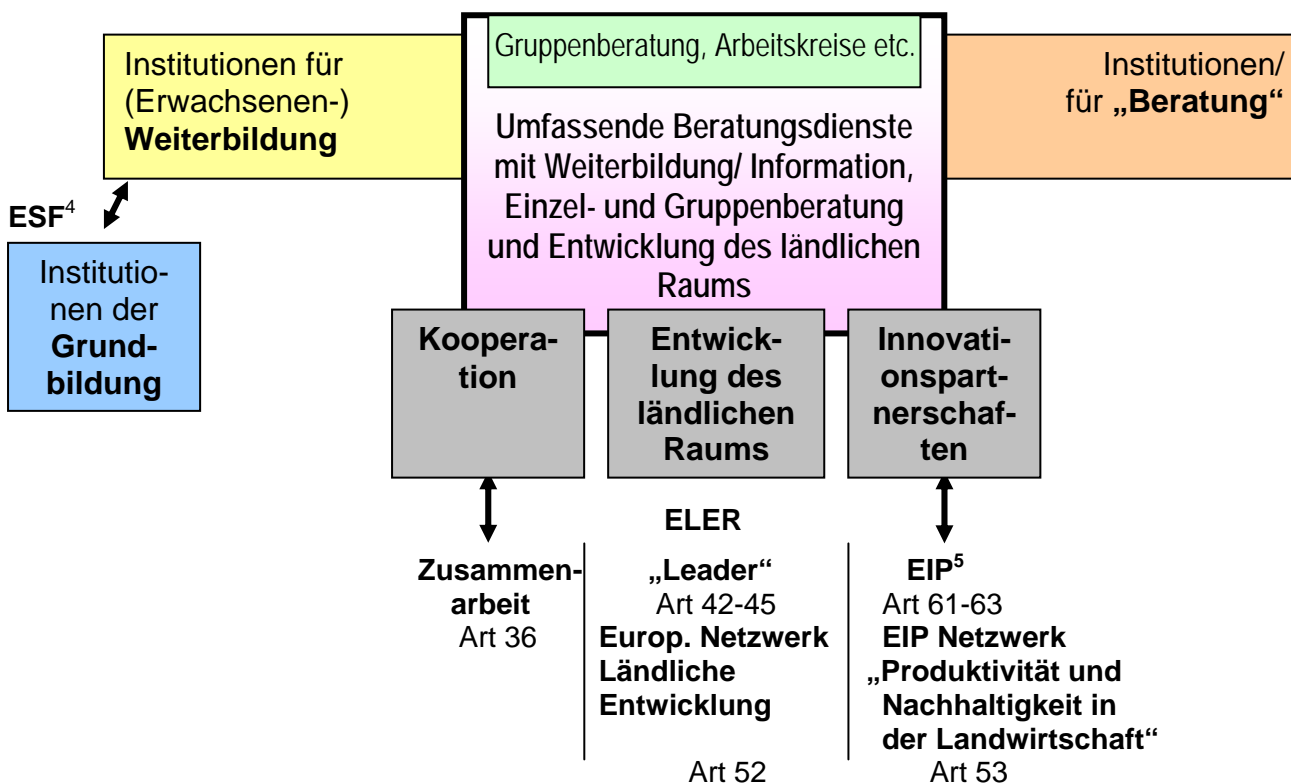 Gruppenberatung, Arbeitskreise etc.
Institutionen für
(Erwachsenen-)
Weiterbildung
Umfassende Beratungsdienste
mit Weiterbildung/ Information,
Einzel- und Gruppenberatung
und Entwicklung des ländlichen
Raums
Institutionen/
für „Beratung“
ESF4
Institutio-
nen der
Grund-
bildung
Koopera-
tion
Entwick-
lung des
ländlichen
Raums
Innovati-
onspart-
nerschaf-
ten
ELER
Zusammen-
arbeit
Art 36
„Leader“
Art 42-45
Europ. Netzwerk
Ländliche
Entwicklung
Art 52
EIP5
Art 61-63
EIP Netzwerk
„Produktivität und
Nachhaltigkeit in
der Landwirtschaft“
Art 53